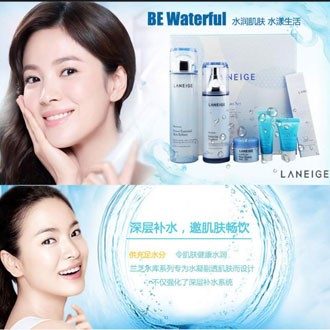 BE Waterful 水润肌肤 水漾生活
LANEIGE
LANEIGE
LANEIGE
LANEIGE
深层补水，邀肌肤畅饮
供充足水分 令肌肤健康水润
兰芝水库系列专为水凝剔透肌肤而设计
不仅强化了深层补水系统